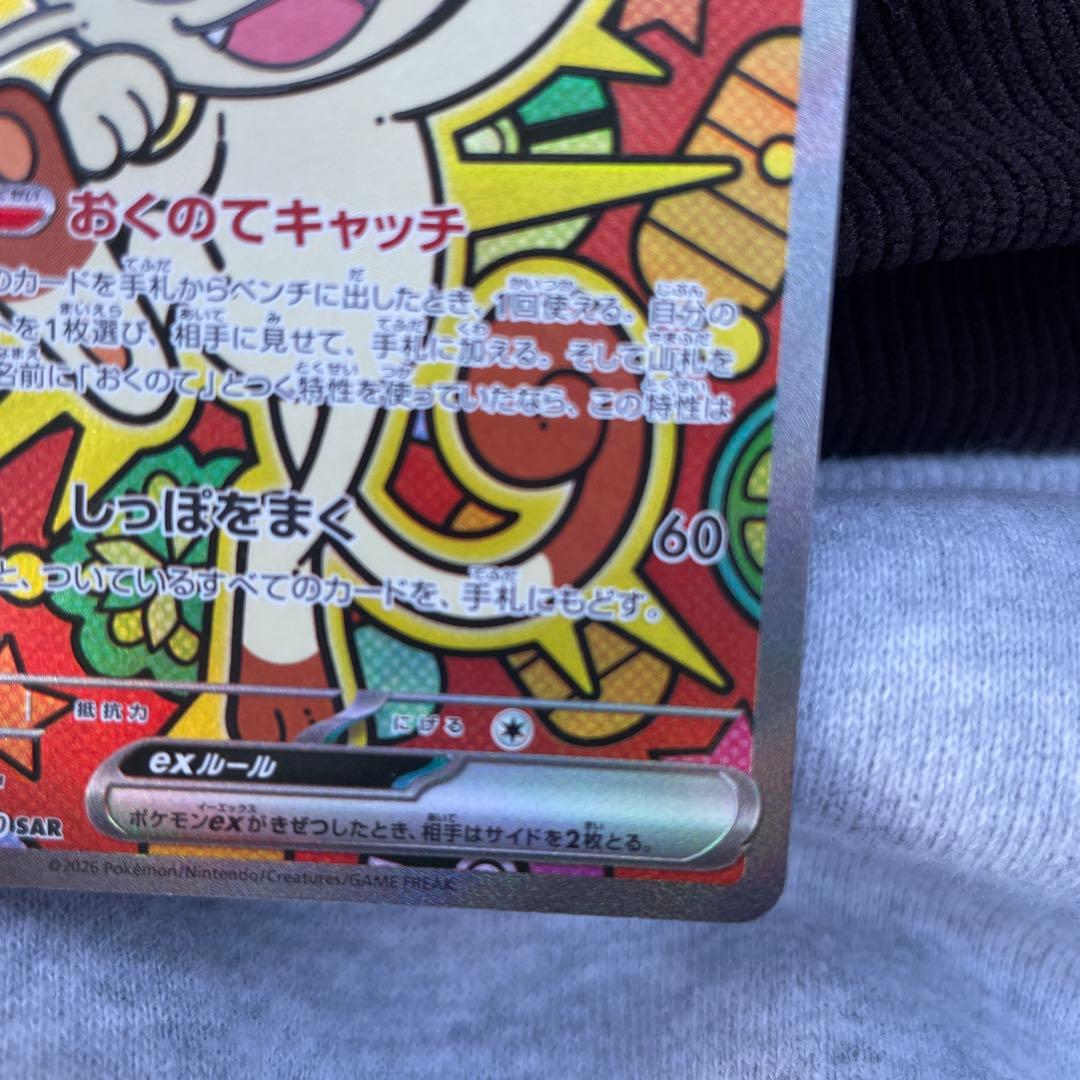 おくのてキャッチ
のカードを手札からベンチに出したとき、1回使える。自分の
を1枚選び、相手に見せて、手札に加える。そして山札を
名前に「おくのて」とつく特性を使っていたなら、この特性は
しっぽをまく 60
と、ついているすべてのカードを、手札にもどす。
抵抗力 にげる
exルール
ポケモンexがきぜつしたとき、相手はサイドを2枚とる。
SAR
©2026 Pokémon/Nintendo/Creatures/GAME FREAK